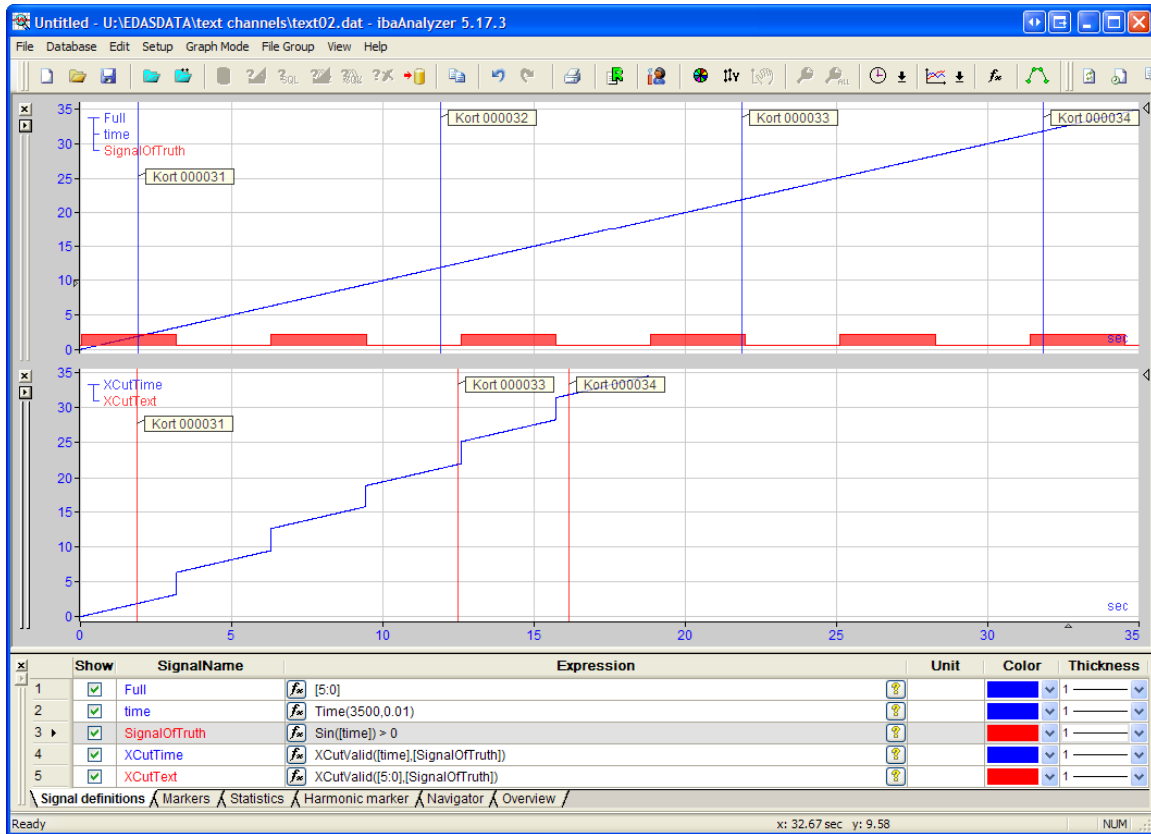 Untitled - U:\EDASDATA\text channels\text02.dat - ibaAnalyzer 5.17.3
File Database Edit Setup Graph Mode File Group View Help
35
30
25
20
15
10
5
0
Full
time
SignalOfTruth
Kort 000031
Kort 000032
Kort 000033
Kort 000034
sec
35
30
25
20
15
10
5
0
XCutTime
XCutText
Kort 000031
Kort 000033
Kort 000034
sec
0 5 10 15 20 25 30 35
Show SignalName Expression Unit Color Thickness
1 Full fx [5:0] ? 1
2 time fx Time(3500,0.01) ? 1
3 SignalOfTruth fx Sin([time]) > 0 ? 1
4 XCutTime fx XCutValid([time],[SignalOfTruth]) ? 1
5 XCutText fx XCutValid([5:0],[SignalOfTruth]) ? 1
Signal definitions Markers Statistics Harmonic marker Navigator Overview
Ready x: 32.67 sec y: 9.58 NUM